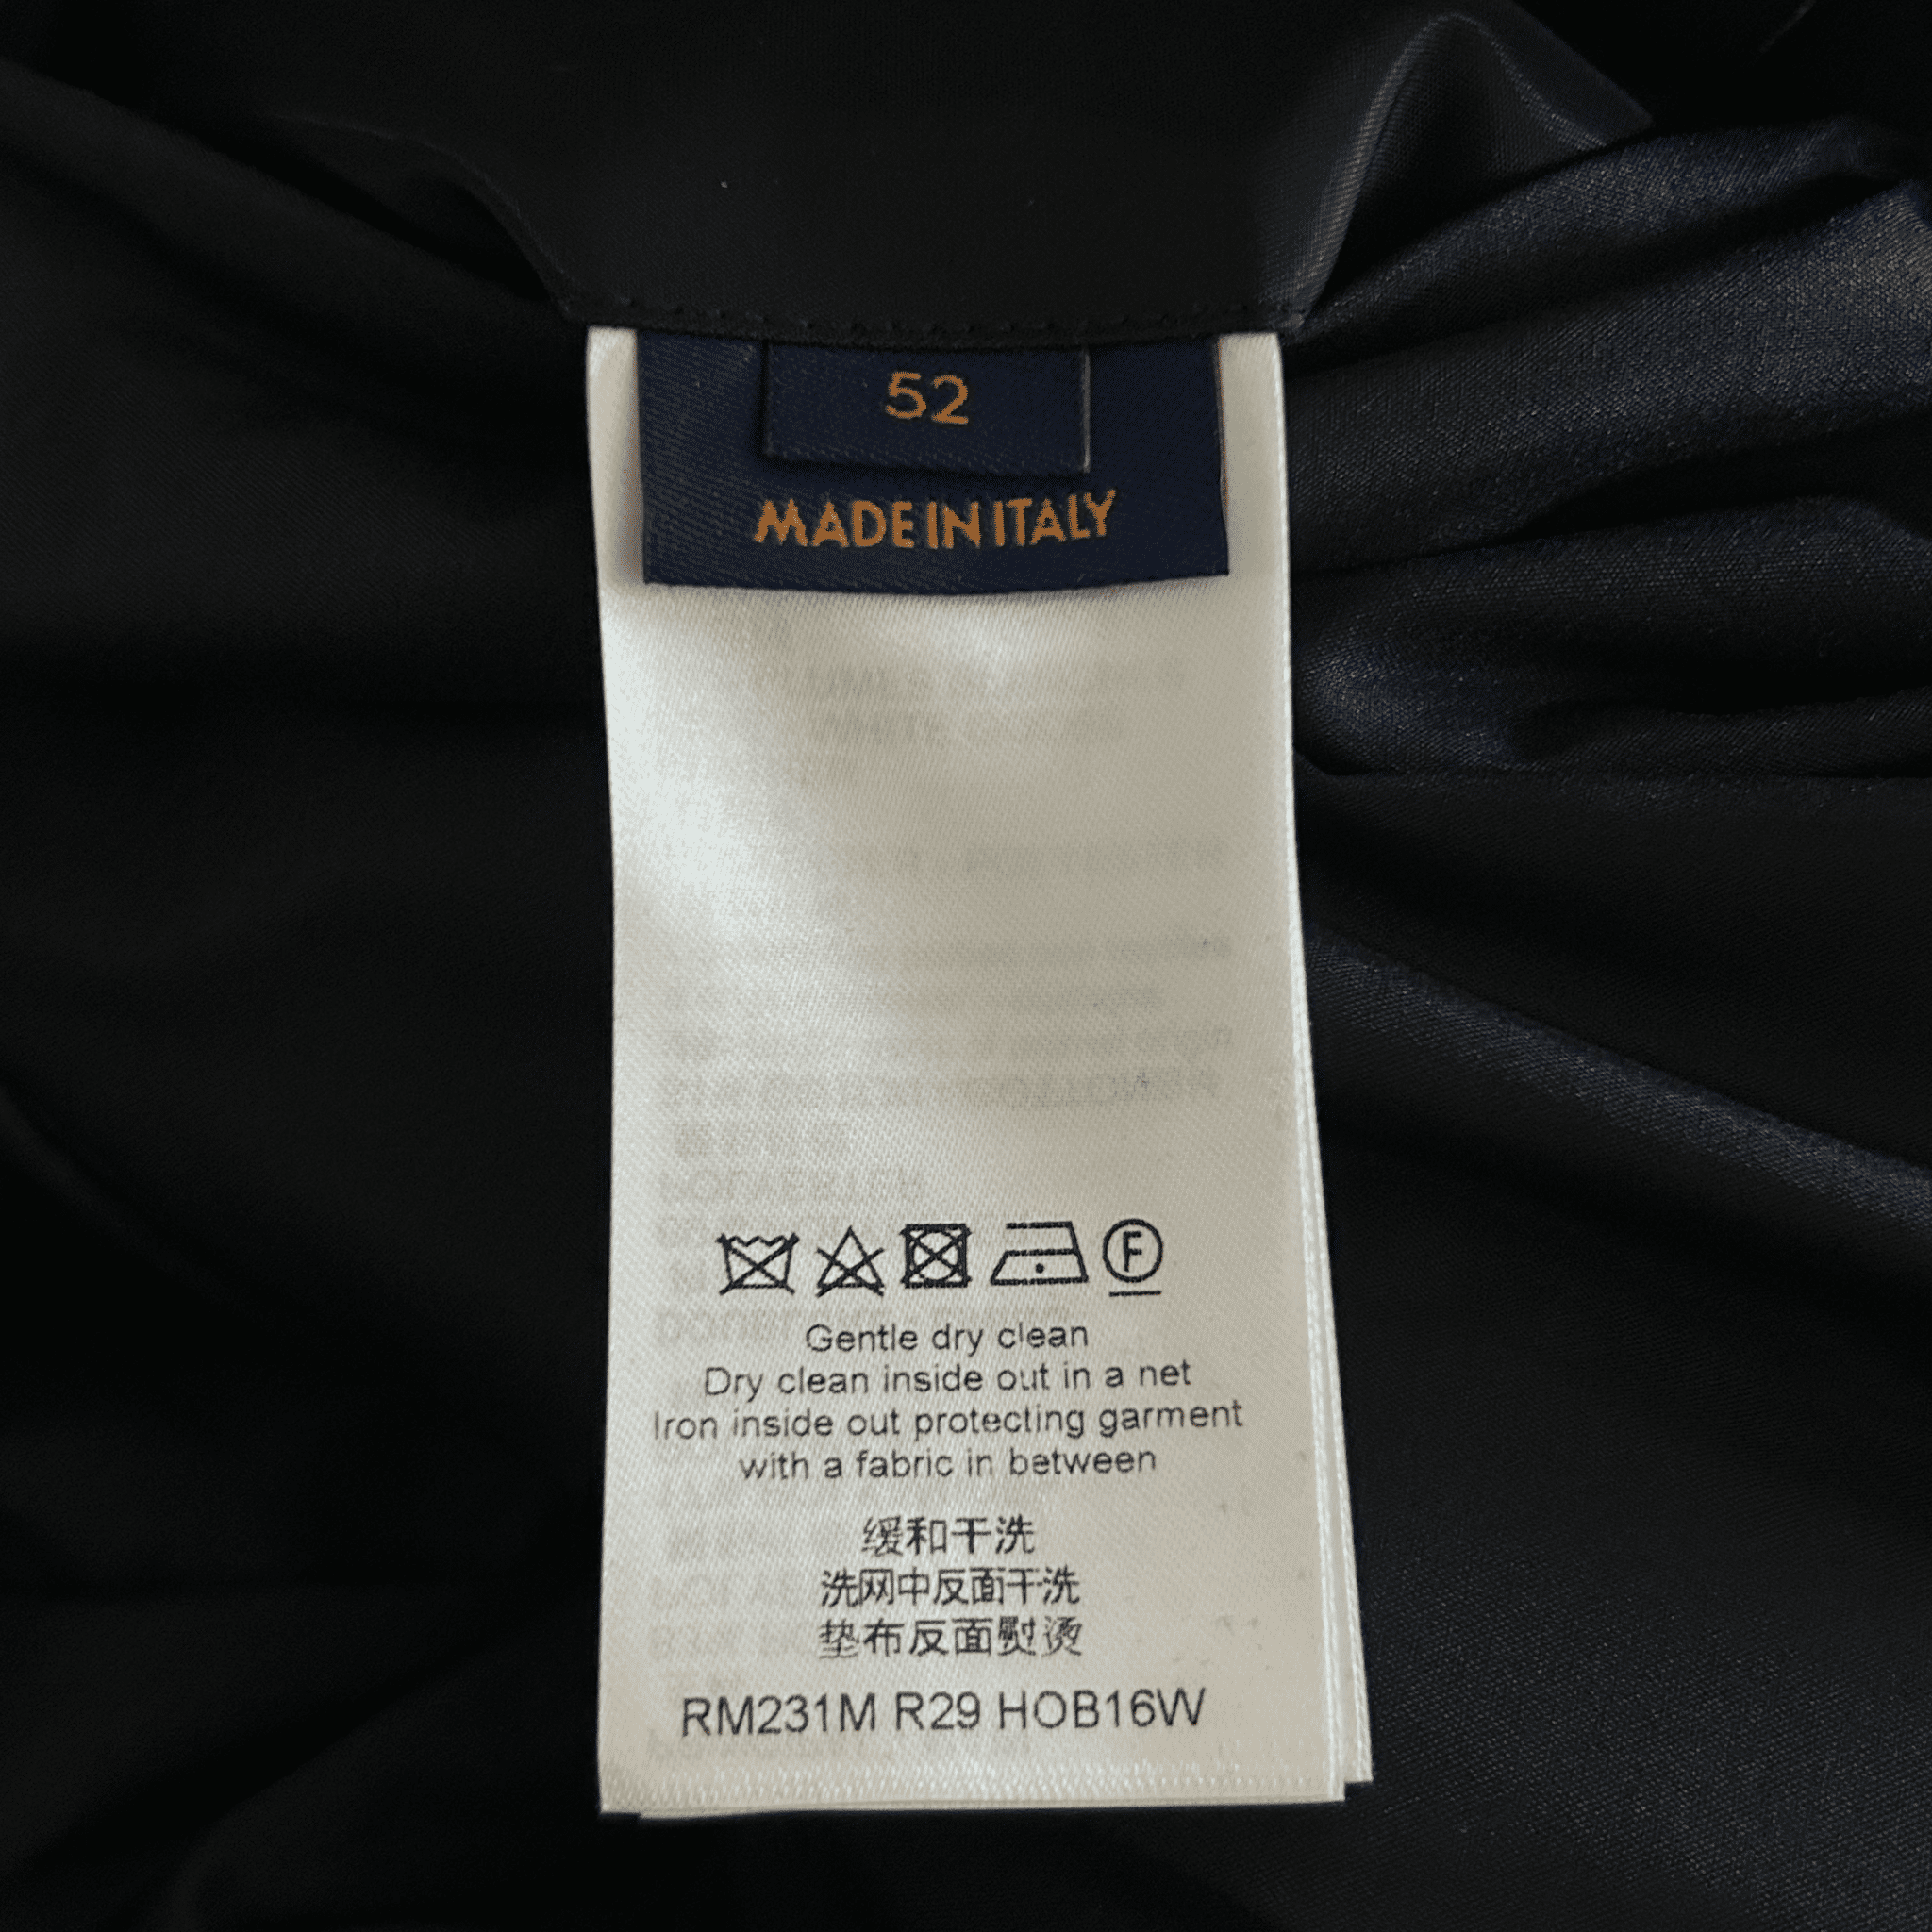 52
MADE IN ITALY
F
Gentle dry clean
Dry clean inside out in a net
Iron inside out protecting garment
with a fabric in between
缓和干洗
洗网中反面干洗
垫布反面熨烫
RM231M R29 HOB16W